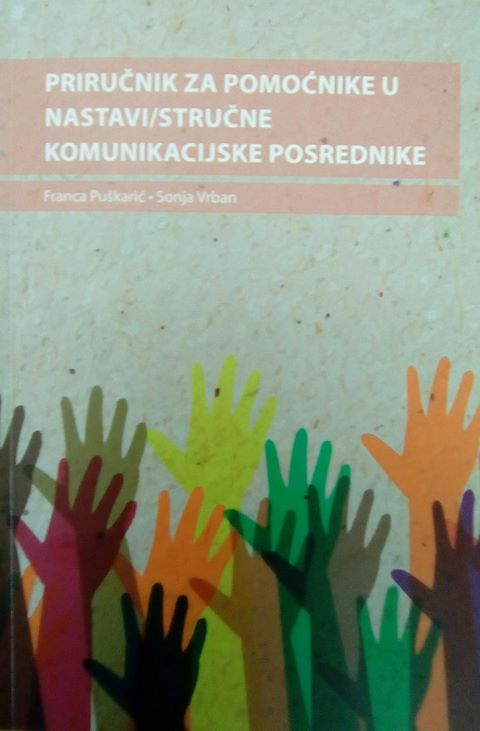 PRIRUČNIK ZA POMOĆNIKE U
NASTAVI/STRUČNE
KOMUNIKACIJSKE POSREDNIKE
Franca Puškarić • Sonja Vrban